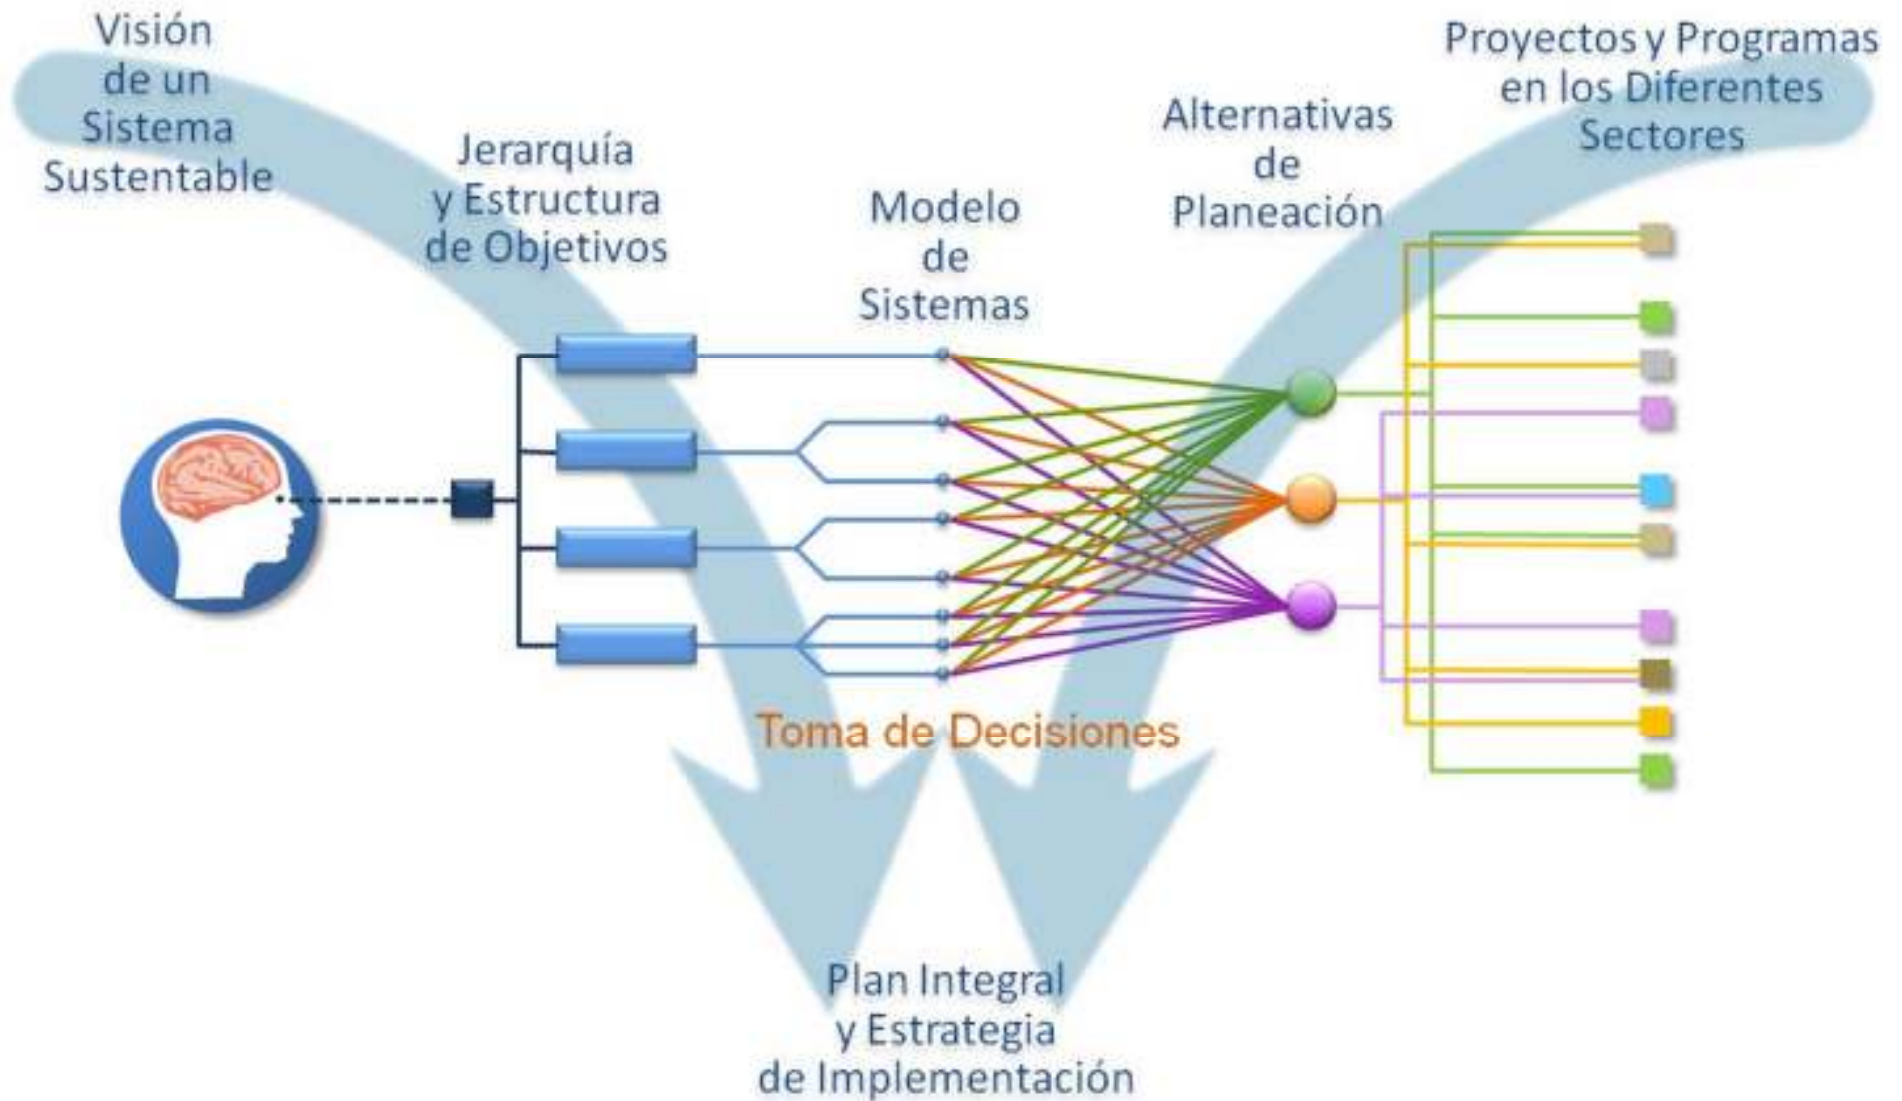 Visión
de un
Sistema
Sustentable
Jerarquía
y Estructura
de Objetivos
Modelo
de
Sistemas
Alternativas
de
Planeación
Proyectos y Programas
en los Diferentes
Sectores
Toma de Decisiones
Plan Integral
y Estrategia
de Implementación